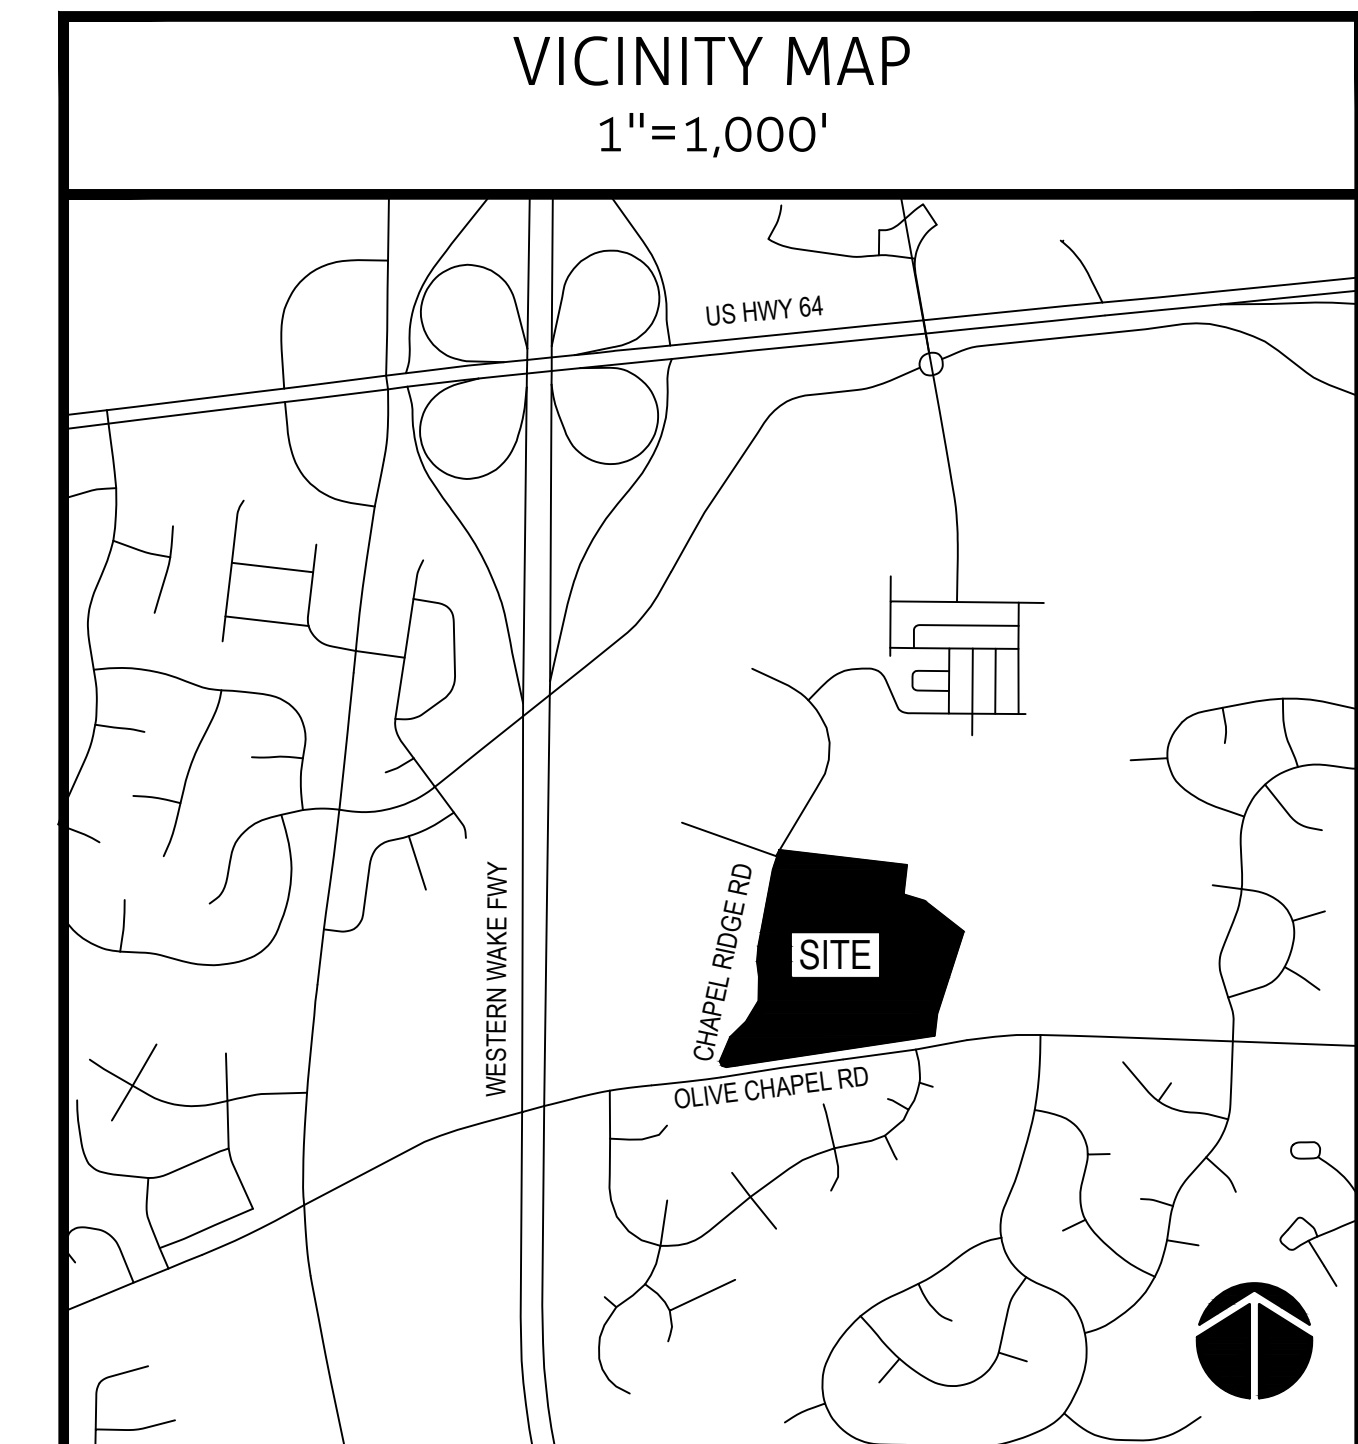 VICINITY MAP
1"=1,000'
US HWY 64
WESTERN WAKE FWY
CHAPEL RIDGE RD
SITE
OLIVE CHAPEL RD